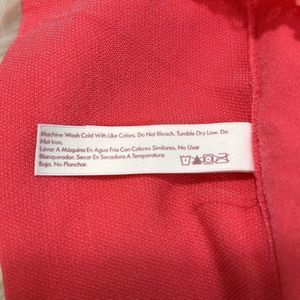 Machine Wash Cold With Like Colors. Do Not Bleach. Tumble Dry Low. Do
Not Iron.
Lavar A Máquina En Agua Fria Con Colores Similares. No Usar
Blanqueador. Secar En Secadora A Temperatura
Baja. No Planchar.